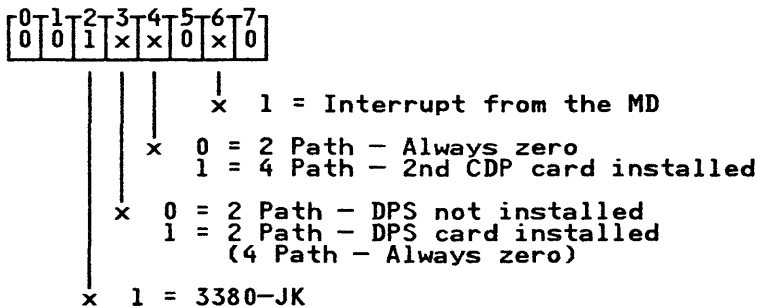 0 1 2 3 4 5 6 7
0 0 1 x x 0 x 0
x 1 = Interrupt from the MD
x 0 = 2 Path — Always zero
1 = 4 Path — 2nd CDP card installed
x 0 = 2 Path — DPS not installed
1 = 2 Path — DPS card installed
(4 Path — Always zero)
x 1 = 3380-JK